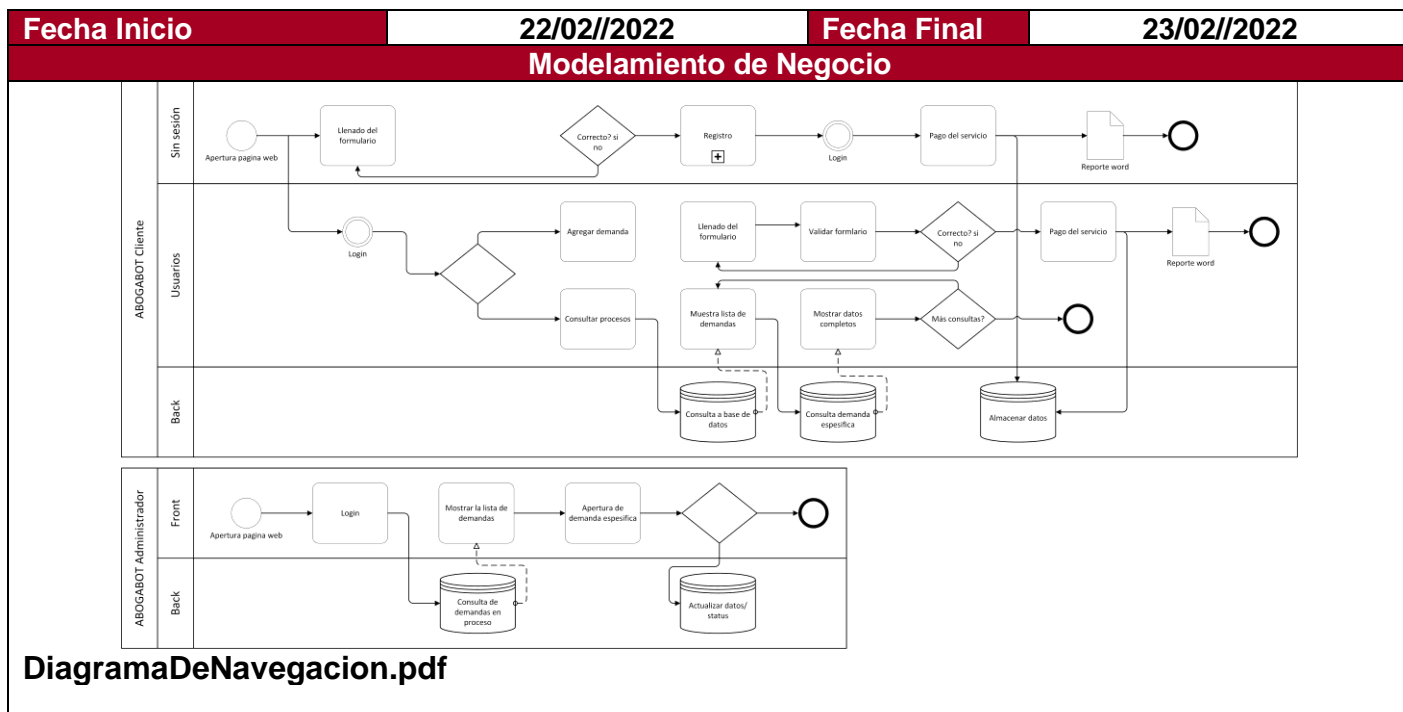 Fecha Inicio 22/02//2022 Fecha Final 23/02//2022
Modelamiento de Negocio
ABOGABOT Cliente
Sin sesión
Apertura pagina web
Llenado del
formulario
Correcto? si
no
Registro
Login
Pago del servicio
Reporte word
Usuarios
Login
Agregar demanda
Consultar procesos
Llenado del
formulario
Validar formlario
Correcto? si
no
Pago del servicio
Reporte word
Muestra lista de
demandas
Mostrar datos
completos
Más consultas?
Back
Consulta a base de
datos
Consulta demanda
espesifica
Almacenar datos
ABOGABOT Administrador
Front
Apertura pagina web
Login
Mostrar la lista de
demandas
Apertura de
demanda espesifica
Back
Consulta de
demandas en
proceso
Actualizar datos/
status
DiagramaDeNavegacion.pdf